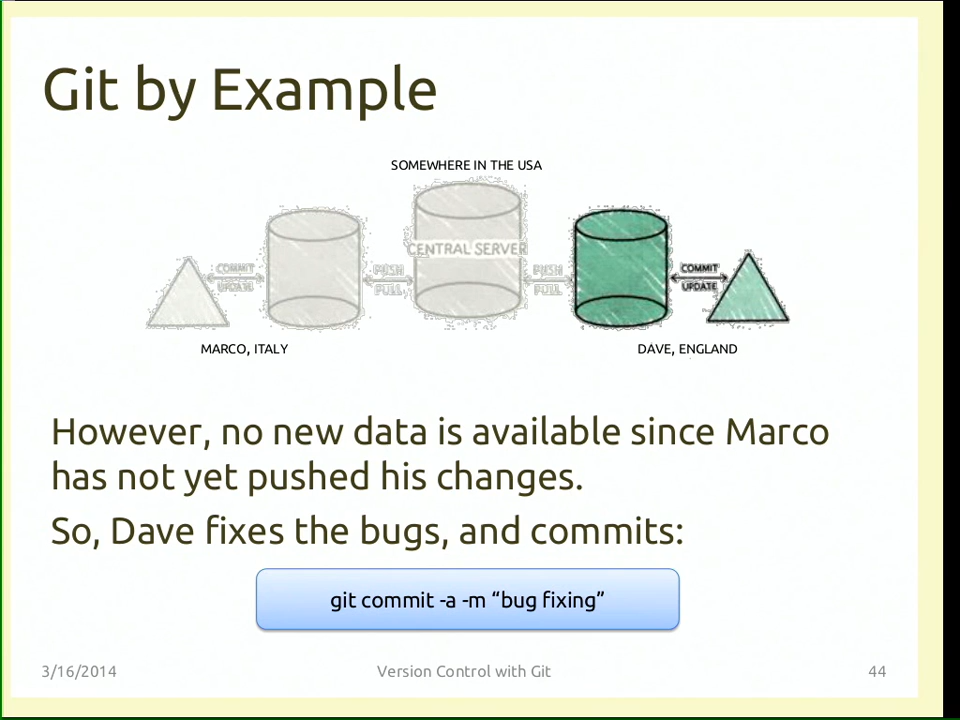 Git by Example
SOMEWHERE IN THE USA
CENTRAL SERVER
COMMIT
UPDATE
PUSH
PULL
PUSH
PULL
COMMIT
UPDATE
MARCO, ITALY
DAVE, ENGLAND
However, no new data is available since Marco
has not yet pushed his changes.
So, Dave fixes the bugs, and commits:
git commit -a -m “bug fixing”
3/16/2014
Version Control with Git
44